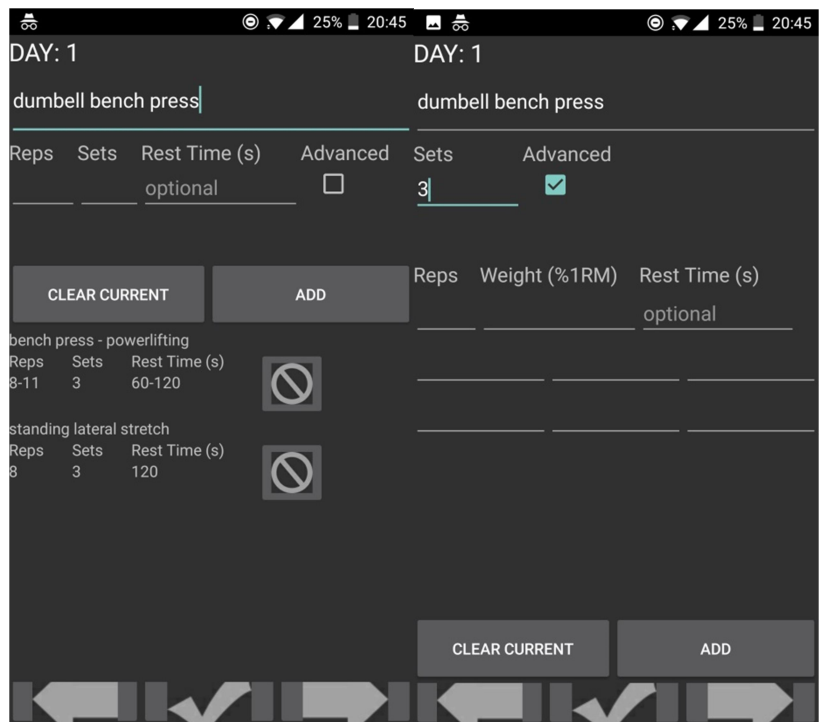 25% 20:45
DAY: 1
dumbell bench press
Reps Sets Rest Time (s) Advanced
optional
CLEAR CURRENT ADD
bench press - powerlifting
Reps Sets Rest Time (s)
8-11 3 60-120
standing lateral stretch
Reps Sets Rest Time (s)
8 3 120
25% 20:45
DAY: 1
dumbell bench press
Sets Advanced
3
Reps Weight (%1RM) Rest Time (s)
optional
CLEAR CURRENT ADD